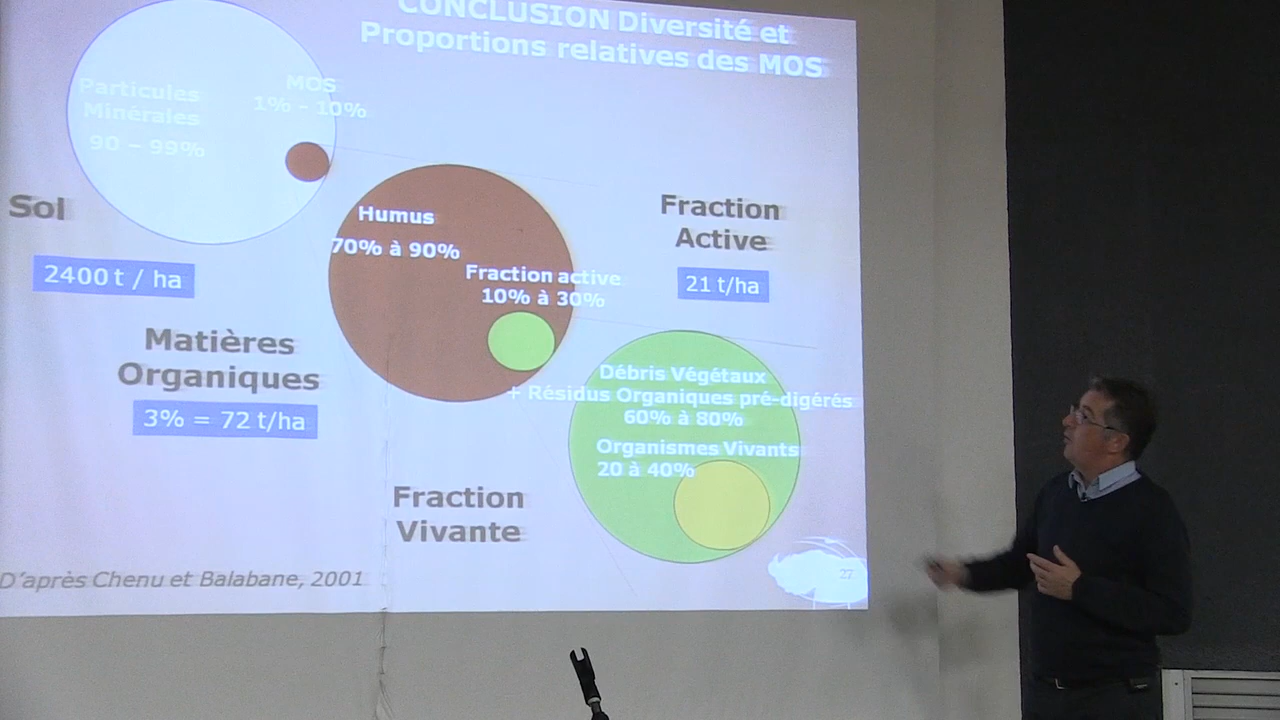 CONCLUSION Diversité et
Proportions relatives des MOS
Particules
Minérales
90 – 99%
MOS
1% - 10%
Sol
2400 t / ha
Humus
70% à 90%
Fraction active
10% à 30%
Fraction
Active
21 t/ha
Matières
Organiques
3% = 72 t/ha
Débris Végétaux
+ Résidus Organiques pré-digérés
60% à 80%
Organismes Vivants
20 à 40%
Fraction
Vivante
D'après Chenu et Balabane, 2001
27